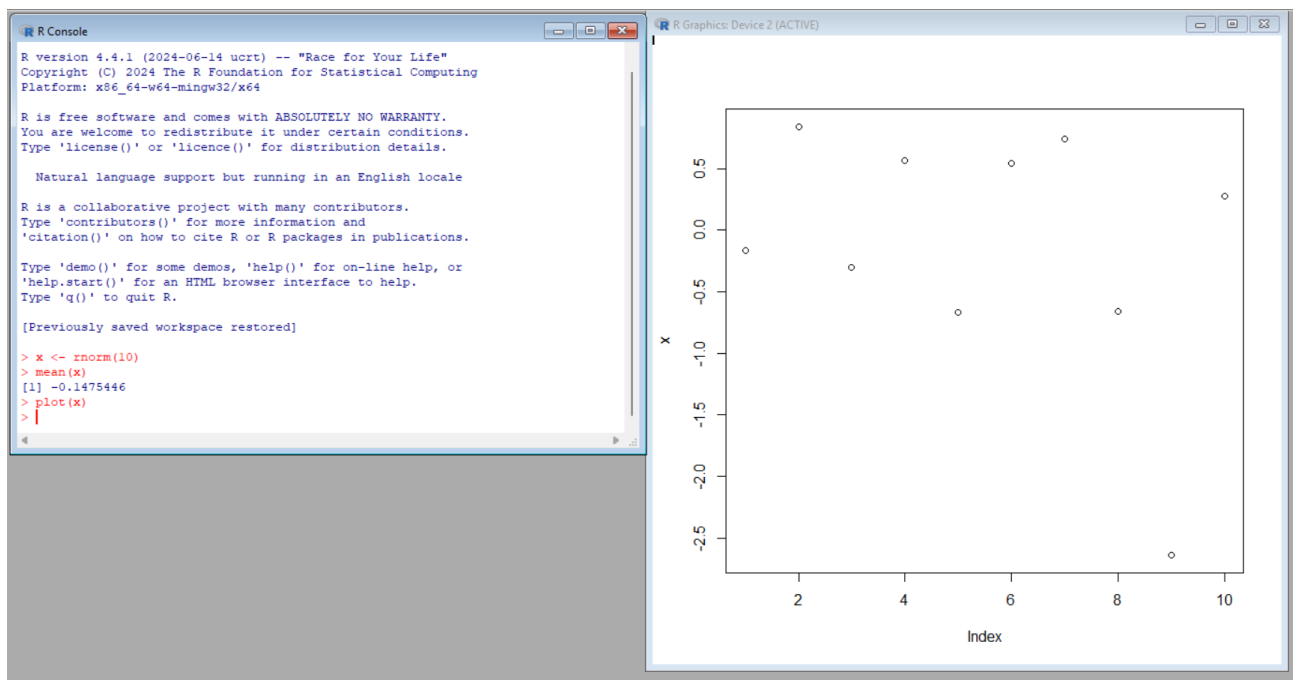 R Console
R version 4.4.1 (2024-06-14 ucrt) -- "Race for Your Life"
Copyright (C) 2024 The R Foundation for Statistical Computing
Platform: x86_64-w64-mingw32/x64
R is free software and comes with ABSOLUTELY NO WARRANTY.
You are welcome to redistribute it under certain conditions.
Type 'license()' or 'licence()' for distribution details.
Natural language support but running in an English locale
R is a collaborative project with many contributors.
Type 'contributors()' for more information and
'citation()' on how to cite R or R packages in publications.
Type 'demo()' for some demos, 'help()' for on-line help, or
'help.start()' for an HTML browser interface to help.
Type 'q()' to quit R.
[Previously saved workspace restored]
> x <- rnorm(10)
> mean(x)
[1] -0.1475446
> plot(x)
>
R Graphics: Device 2 (ACTIVE)
0.5
0.0
-0.5
-1.0
-1.5
-2.0
-2.5
x
2 4 6 8 10
Index